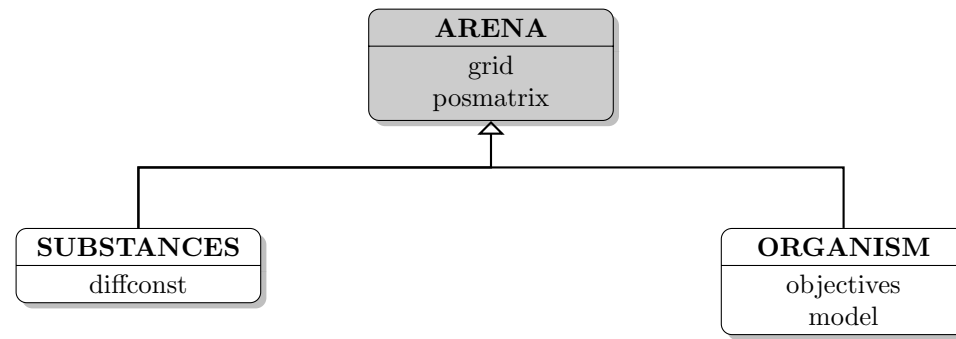 ARENA
grid
posmatrix
SUBSTANCES
diffconst
ORGANISM
objectives
model